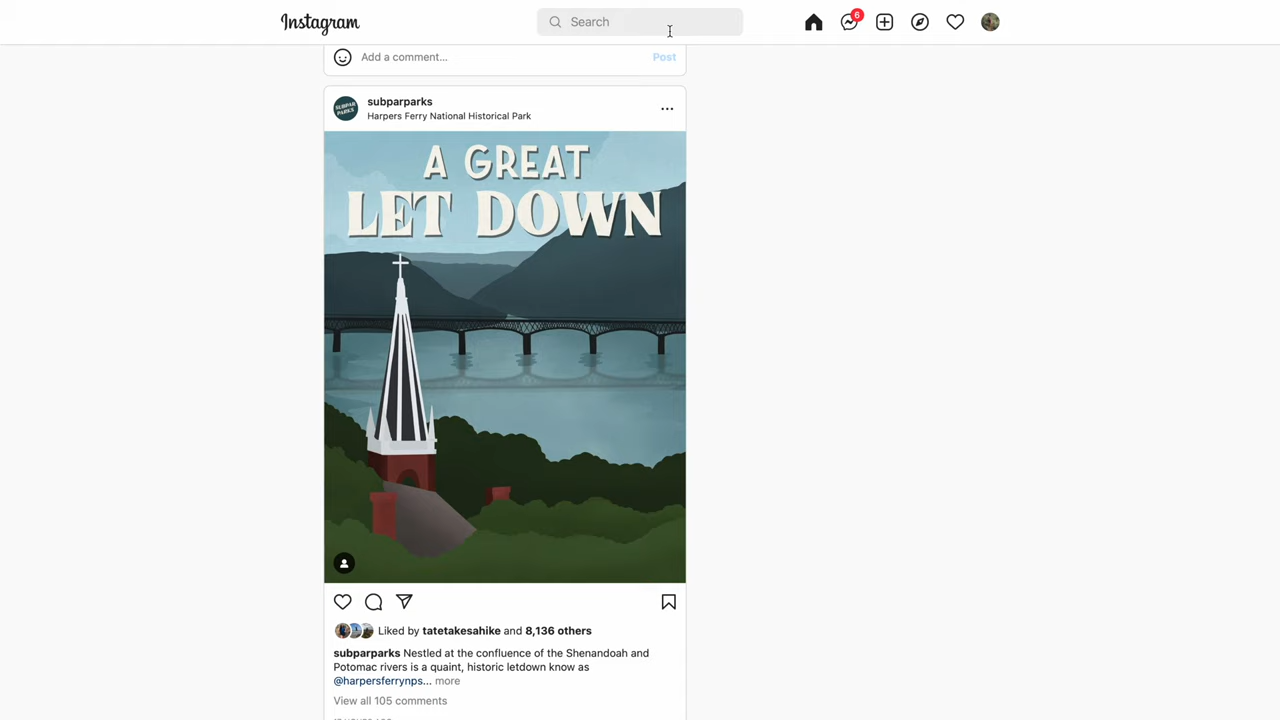 Instagram
Search
6
Add a comment...
Post
subparparks
Harpers Ferry National Historical Park
SUBPAR
PARKS
A GREAT
LET DOWN
Liked by tatetakesahike and 8,136 others
subparparks Nestled at the confluence of the Shenandoah and
Potomac rivers is a quaint, historic letdown know as
@harpersferrynps... more
View all 105 comments